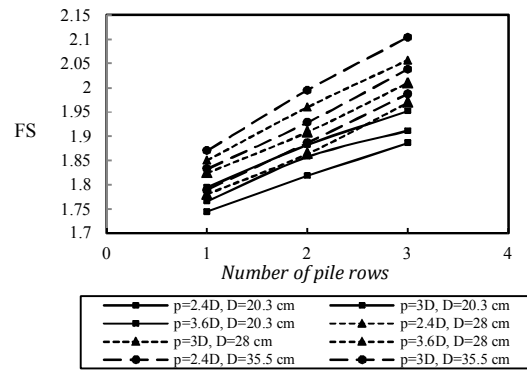 2.15
2.1
2.05
2
1.95
FS
1.9
1.85
1.8
1.75
1.7
0 1 2 3 4
Number of pile rows
p=2.4D, D=20.3 cm p=3D, D=20.3 cm
p=3.6D, D=20.3 cm p=2.4D, D=28 cm
p=3D, D=28 cm p=3.6D, D=28 cm
p=2.4D, D=35.5 cm p=3D, D=35.5 cm